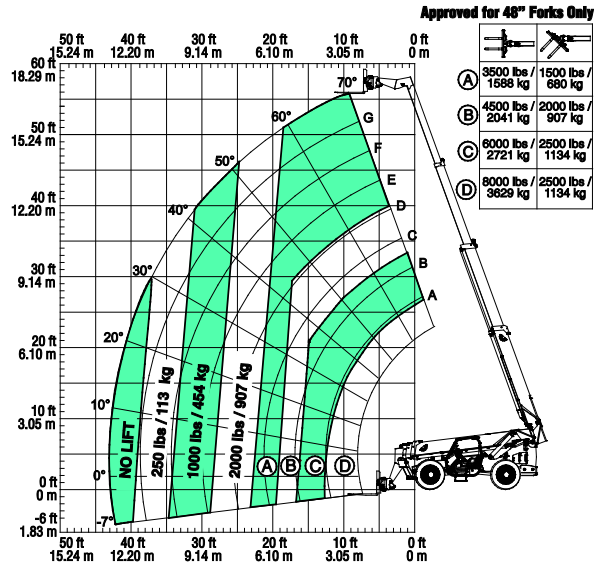 Approved for 48” Forks Only
50 ft 40 ft 30 ft 20 ft 10 ft 0 ft
15.24 m 12.20 m 9.14 m 6.10 m 3.05 m 0 m
60 ft
18.29 m
50 ft
15.24 m
40 ft
12.20 m
30 ft
9.14 m
20 ft
6.10 m
10 ft
3.05 m
0 ft
0 m
-6 ft
1.83 m
A 3500 lbs / 1500 lbs /
1588 kg 680 kg
B 4500 lbs / 2000 lbs /
2041 kg 907 kg
C 6000 lbs / 2500 lbs /
2721 kg 1134 kg
D 8000 lbs / 2500 lbs /
3629 kg 1134 kg
70°
60°
50°
40°
30°
20°
10°
0°
-7°
G
F
E
D
C
B
A
NO LIFT
250 lbs / 113 kg
1000 lbs / 454 kg
2000 lbs / 907 kg
A B C D
50 ft 40 ft 30 ft 20 ft 10 ft 0 ft
15.24 m 12.20 m 9.14 m 6.10 m 3.05 m 0 m